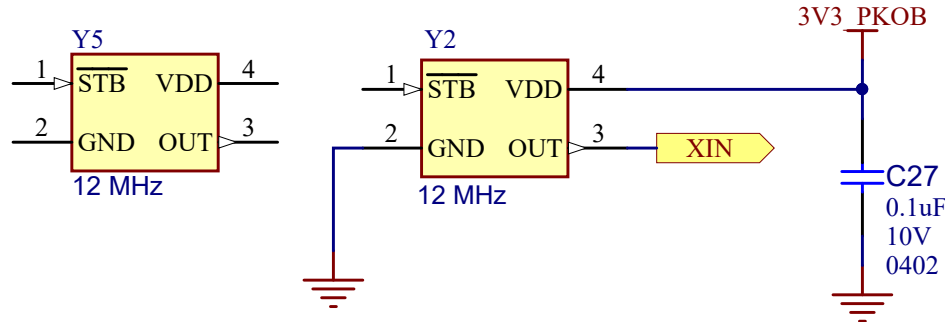 3V3_PKOB
Y5
Y2
1 STB VDD 4
2 GND OUT 3
12 MHz
1 STB VDD 4
2 GND OUT 3
12 MHz
XIN
C27
0.1uF
10V
0402